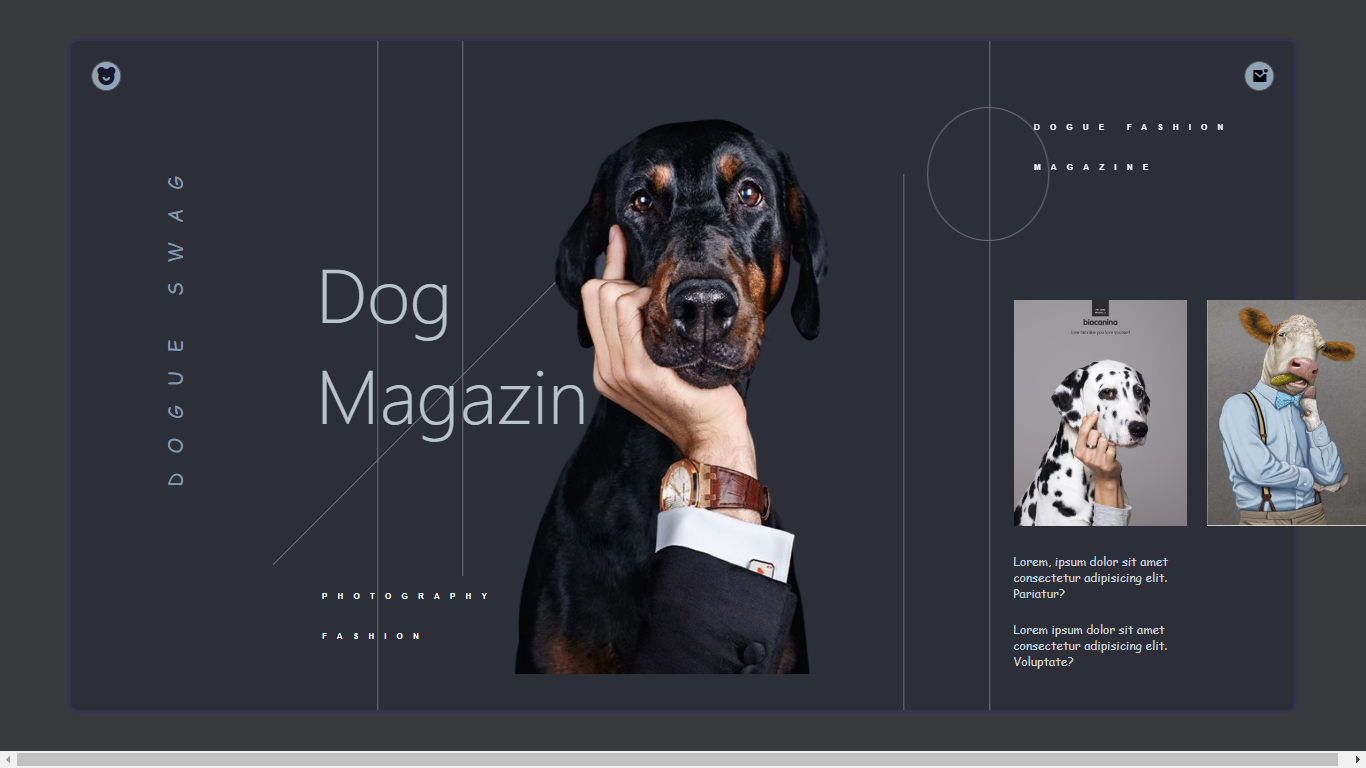 DOGUE SWAG
Dog
Magazin
PHOTOGRAPHY
FASHION
DOGUE FASHION
MAGAZINE
biocanina
Lorem, ipsum dolor sit amet
consectetur adipisicing elit.
Pariatur?
Lorem ipsum dolor sit amet
consectetur adipisicing elit.
Voluptate?